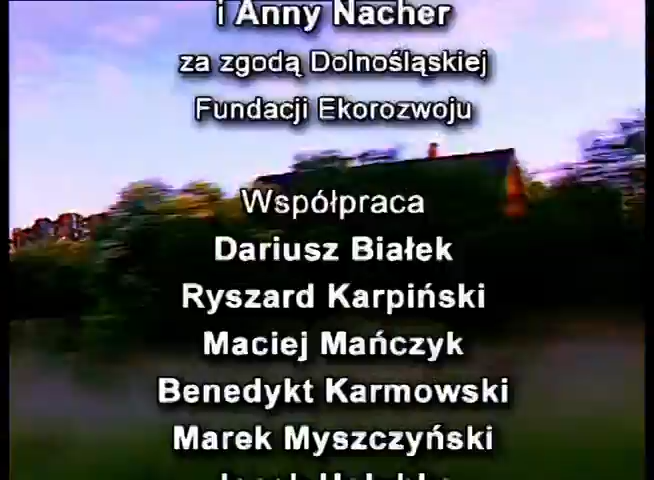 i Anny Nacher
za zgodą Dolnośląskiej
Fundacji Ekorozwoju
Współpraca
Dariusz Białek
Ryszard Karpiński
Maciej Mańczyk
Benedykt Karmowski
Marek Myszczyński